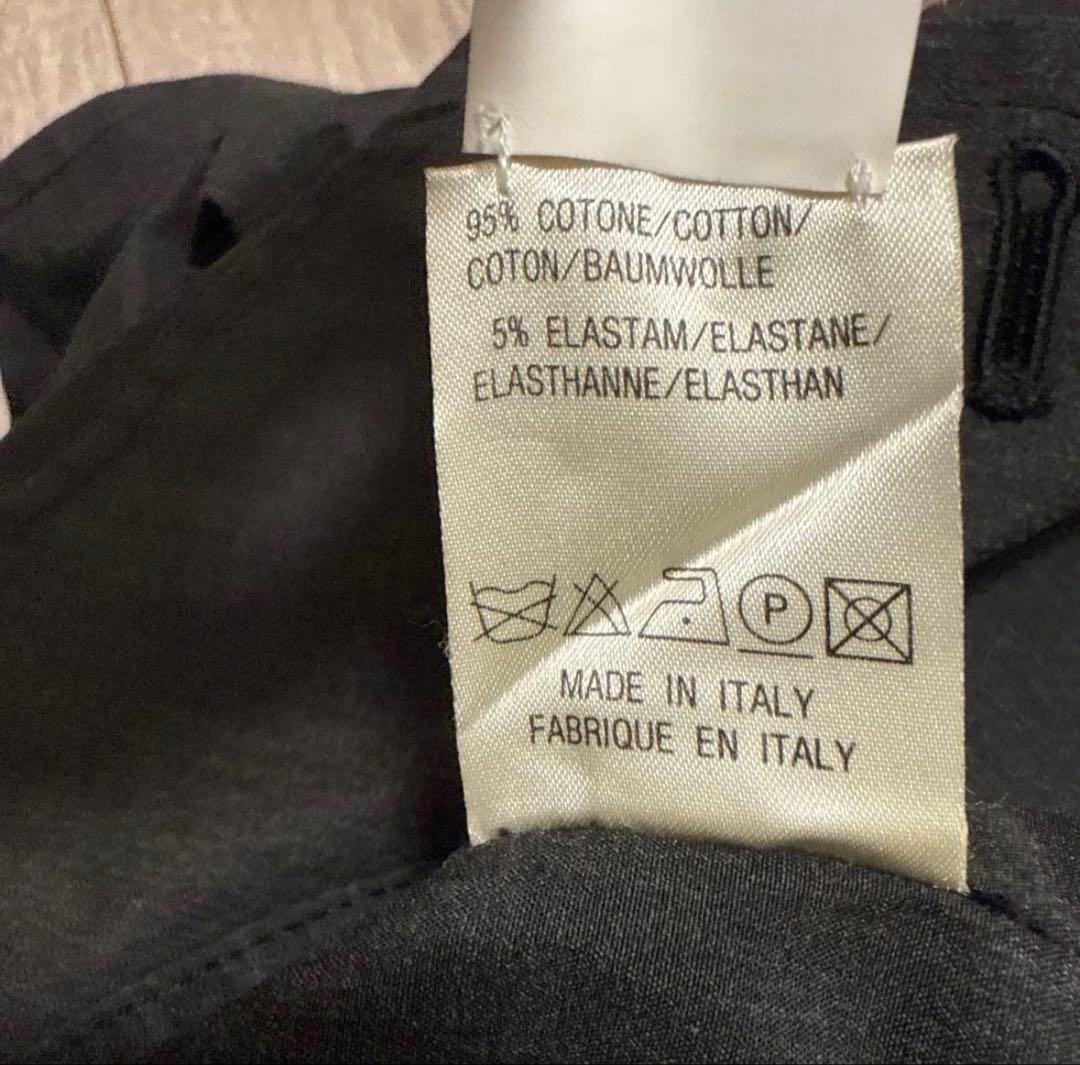 95% COTONE/COTTON/
COTON/BAUMWOLLE
5% ELASTAM/ELASTANE/
ELASTHANNE/ELASTHAN
P
MADE IN ITALY
FABRIQUE EN ITALY